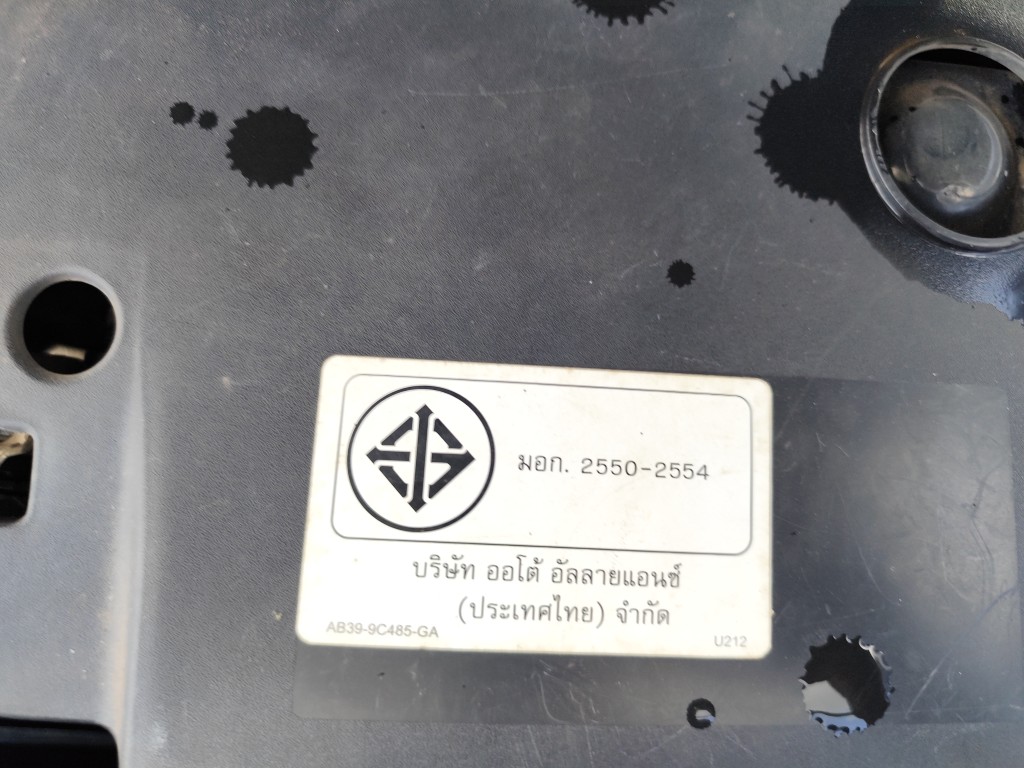 มอก. 2550-2554
บริษัท ออโต้ อัลลายแอนซ์
(ประเทศไทย) จำกัด
AB39-9C485-GA
U212